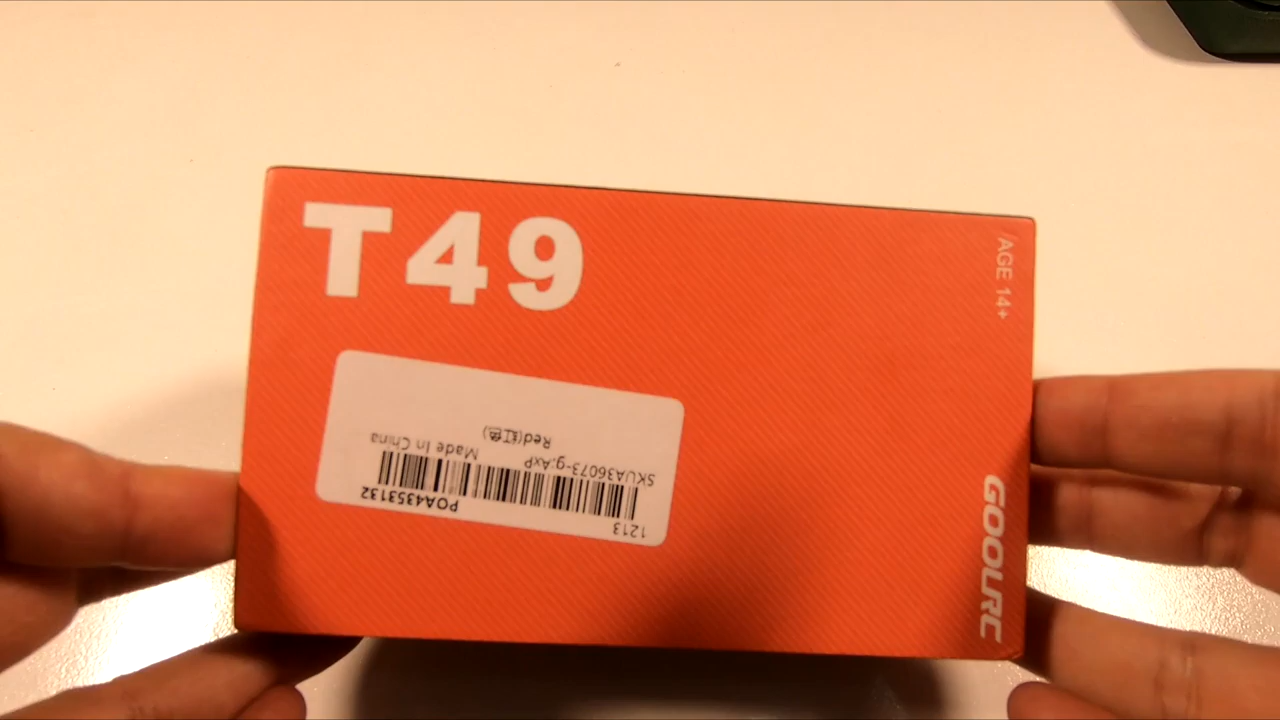 T49
AGE 14+
GOOLRC
1213
POA4353132
SKUA36073-g:AxP Made In China
Red(红色)